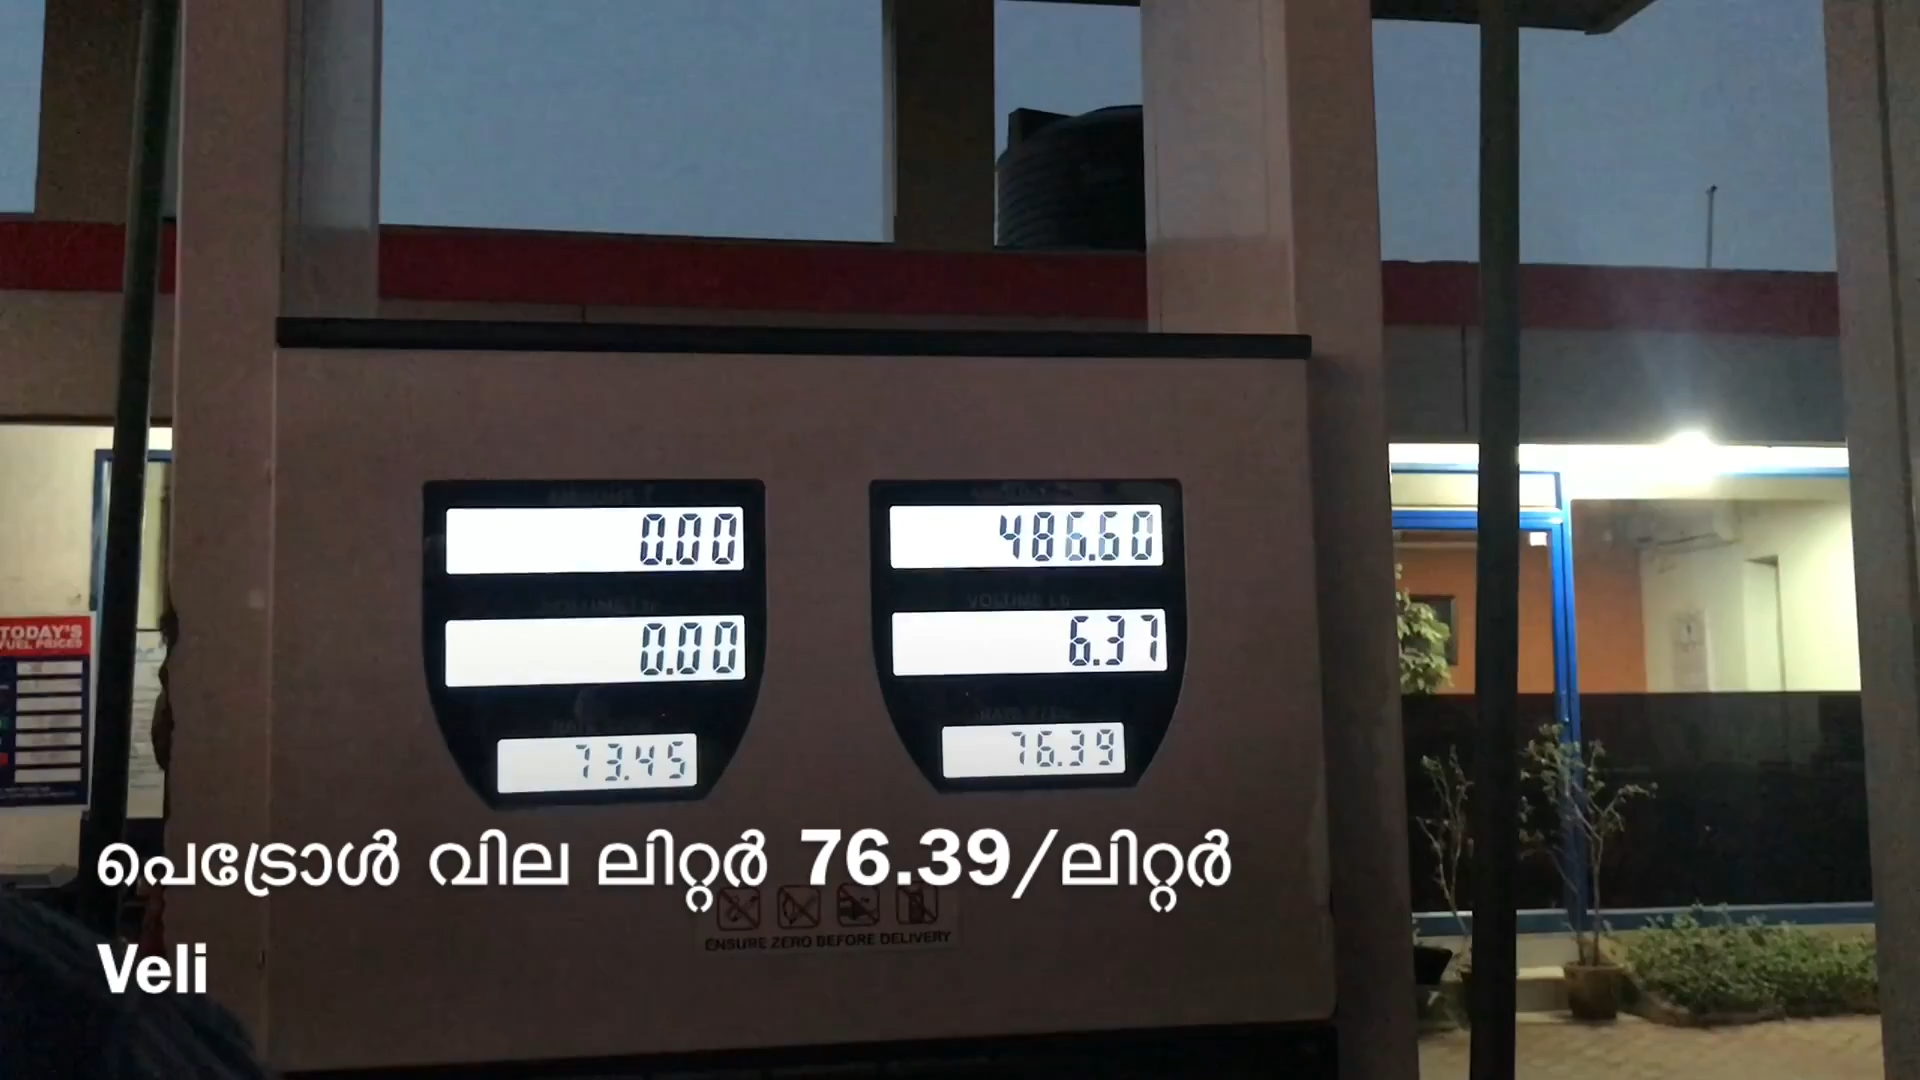 TODAY'S
FUEL PRICES
0.00
0.00
73.45
486.60
VOLUME
6.37
76.39
പെട്രോൾ വില ലിറ്റർ 76.39/ലിറ്റർ
ENSURE ZERO BEFORE DELIVERY
Veli